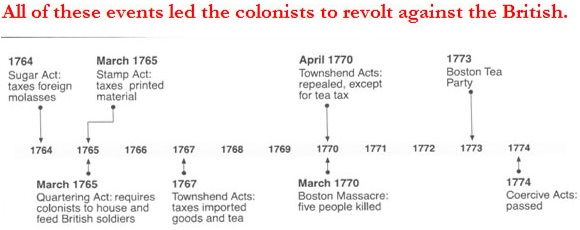 All of these events led the colonists to revolt against the British.
1764
Sugar Act:
taxes foreign
molasses
March 1765
Stamp Act:
taxes printed
material
April 1770
Townshend Acts:
repealed, except
for tea tax
1773
Boston Tea
Party
1764 1765 1766 1767 1768 1769 1770 1771 1772 1773 1774
March 1765
Quartering Act: requires
colonists to house and
feed British soldiers
1767
Townshend Acts:
taxes imported
goods and tea
March 1770
Boston Massacre:
five people killed
1774
Coercive Acts:
passed